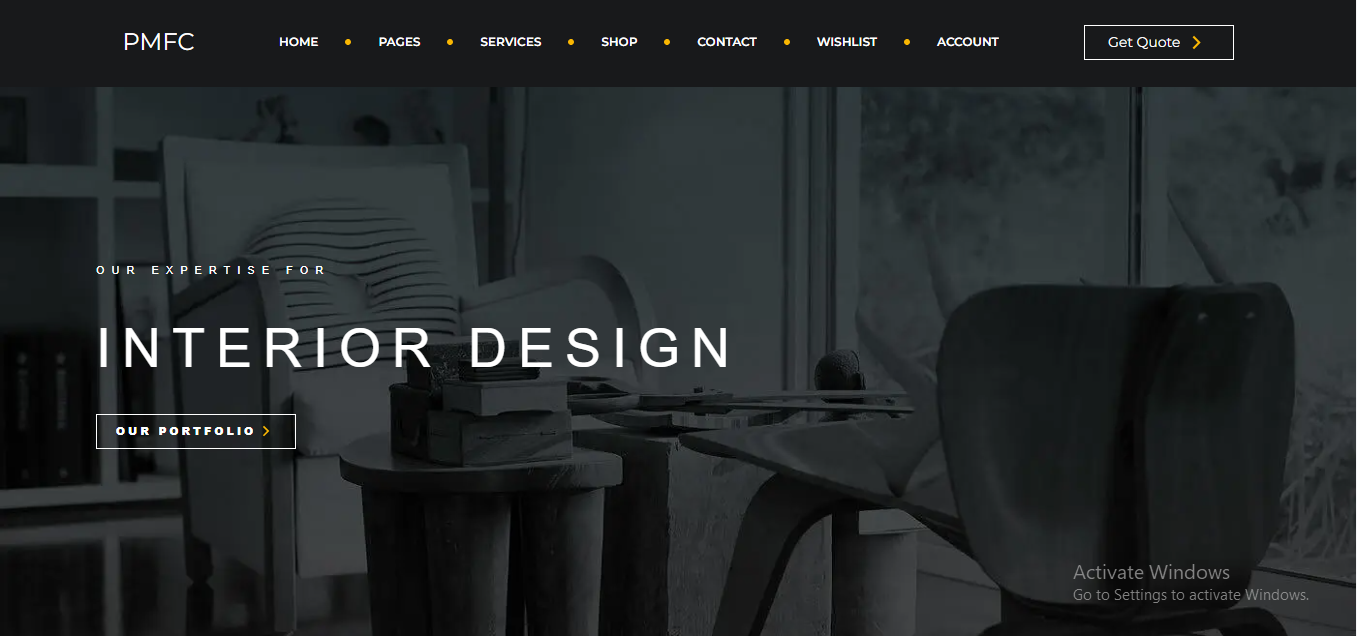 PMFC
HOME PAGES SERVICES SHOP CONTACT WISHLIST ACCOUNT
Get Quote
OUR EXPERTISE FOR
INTERIOR DESIGN
OUR PORTFOLIO
Activate Windows
Go to Settings to activate Windows.